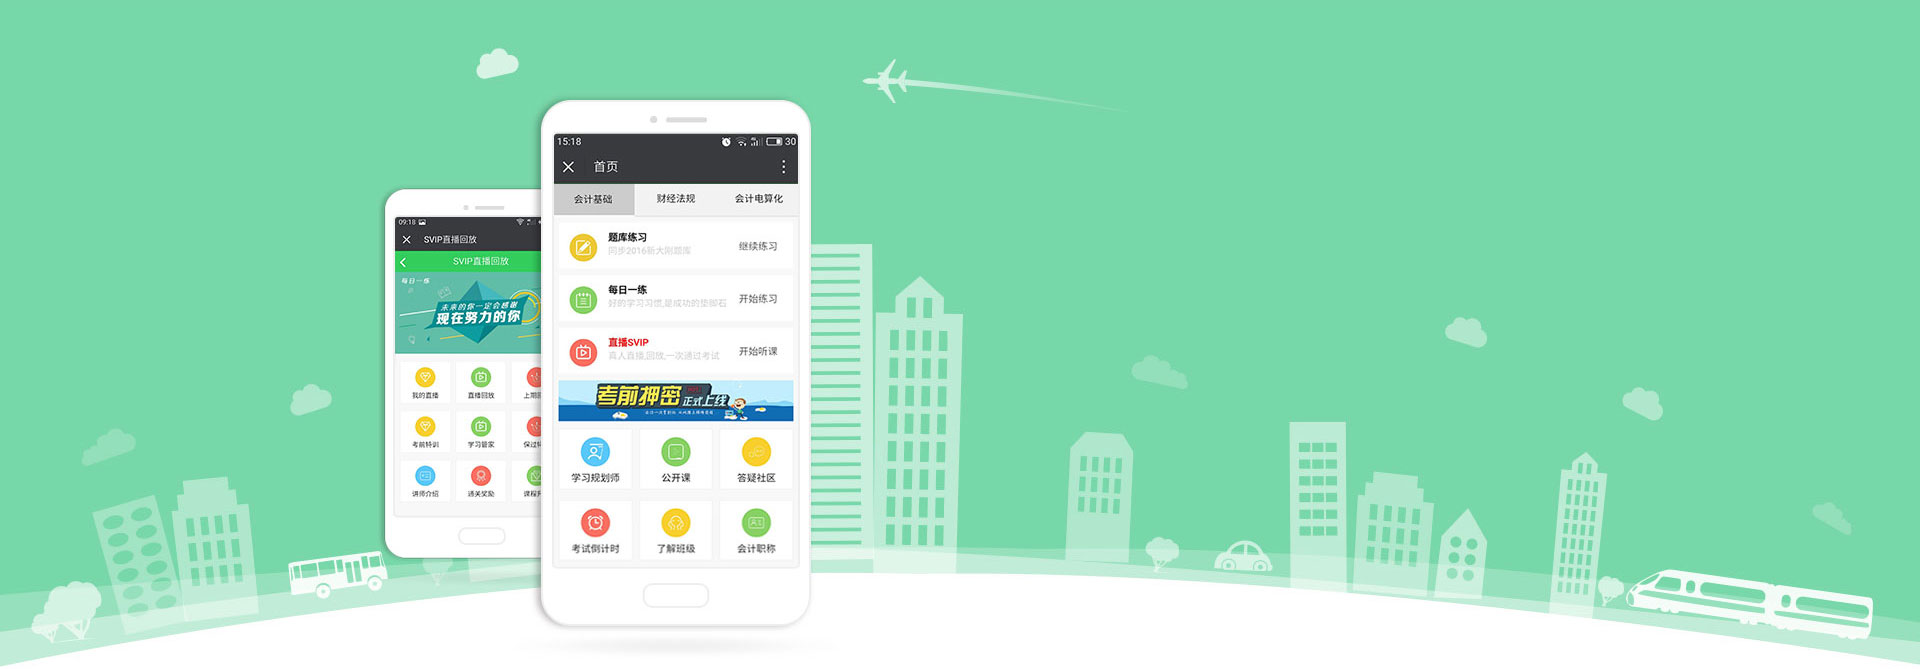 15:18
30
首页
会计基础
财经法规
会计电算化
题库练习
同步2016新大刚题库
继续练习
每日一练
好的学习习惯,是成功的垫脚石
开始练习
直播SVIP
真人直播,回放,一次通过考试
开始听课
考前押密
正式上线
学习规划师
公开课
答疑社区
考试倒计时
了解班级
会计职称
09:18
SVIP直播回放
SVIP直播回放
每日一练
未来的你一定会感谢
现在努力的你
我的直播
直播回放
上期回
考前特训
学习管家
保过
讲师介绍
通关奖励
课程